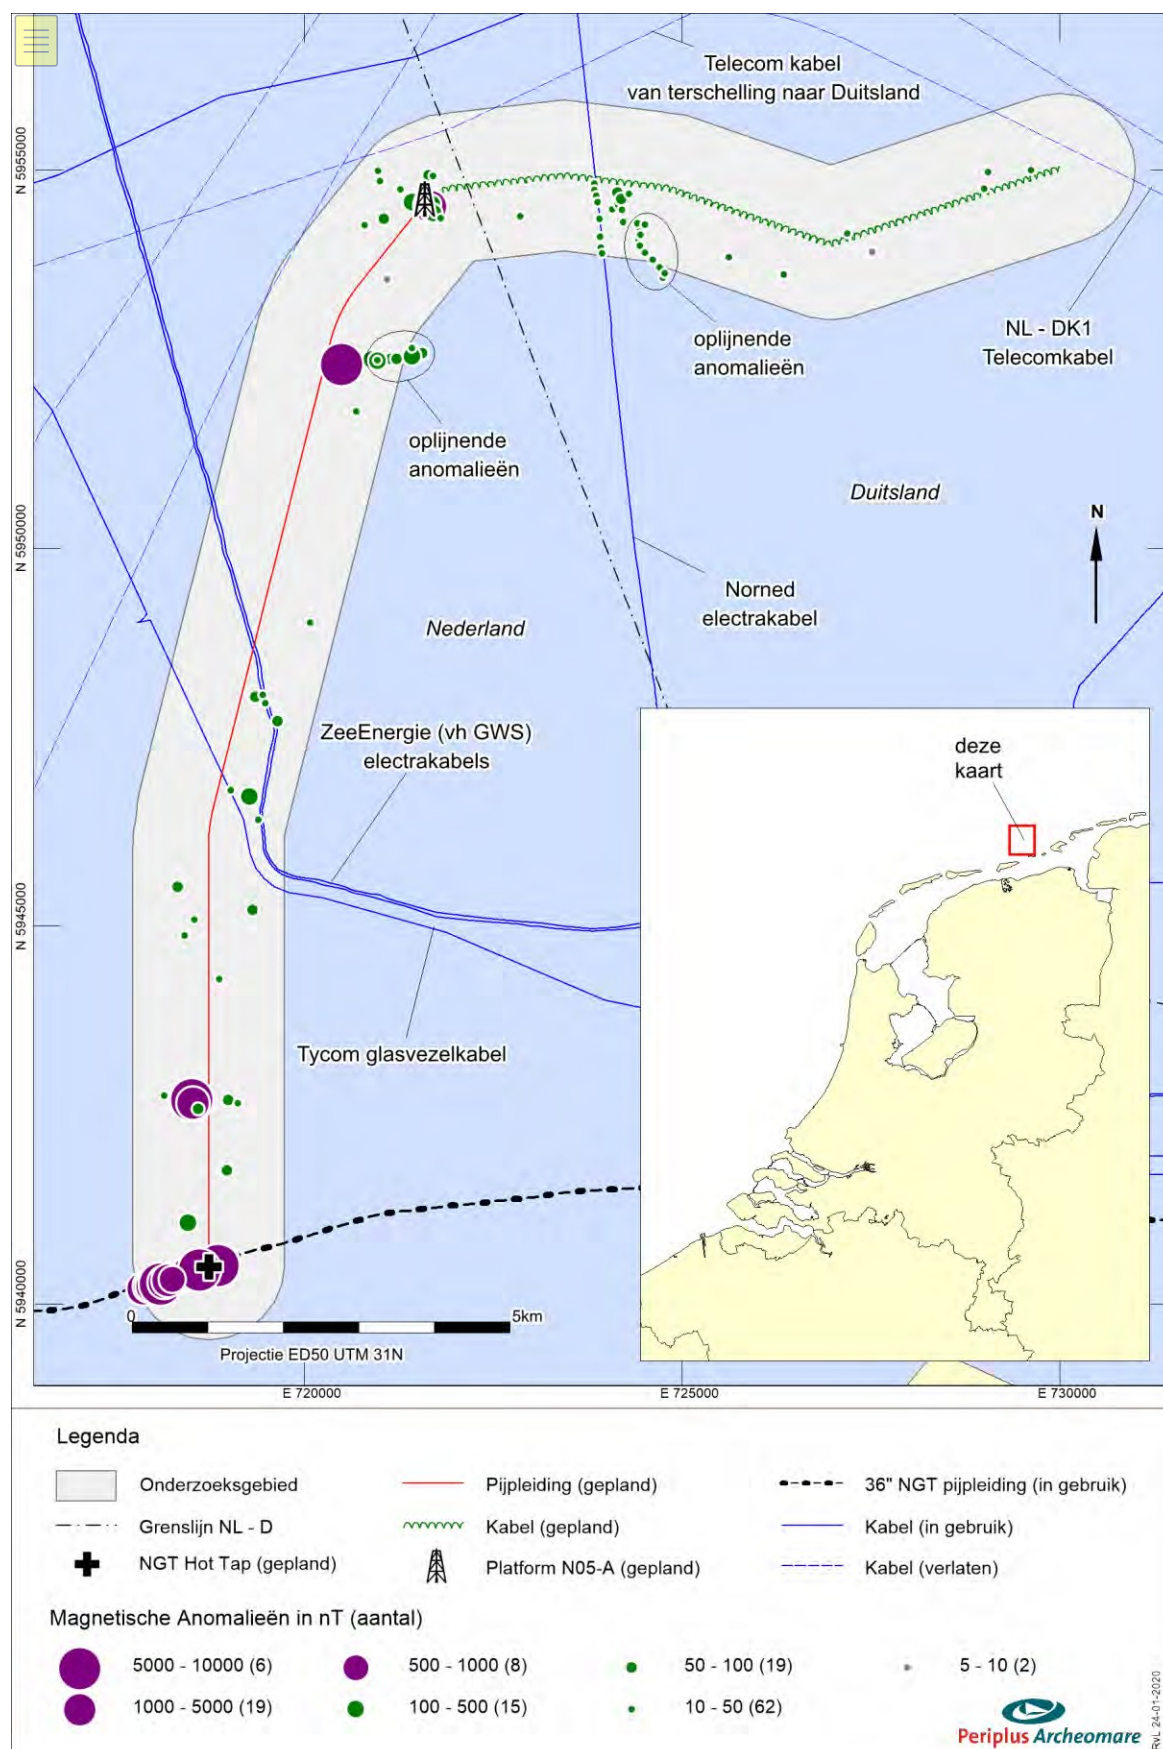 Telecom kabel
van terschelling naar Duitsland
N 5955000
NL - DK1
Telecomkabel
oplijnende
anomalieën
oplijnende
anomalieën
Duitsland
N
N 5950000
Norned
electrakabel
Nederland
ZeeEnergie (vh GWS)
electrakabels
deze
kaart
N 5945000
Tycom glasvezelkabel
N 5940000
0
5km
Projectie ED50 UTM 31N
E 720000
E 725000
E 730000
Legenda
Onderzoeksgebied
Pijpleiding (gepland)
36" NGT pijpleiding (in gebruik)
Grenslijn NL - D
Kabel (gepland)
Kabel (in gebruik)
NGT Hot Tap (gepland)
Platform N05-A (gepland)
Kabel (verlaten)
Magnetische Anomalieën in nT (aantal)
5000 - 10000 (6)
500 - 1000 (8)
50 - 100 (19)
5 - 10 (2)
1000 - 5000 (19)
100 - 500 (15)
10 - 50 (62)
Periplus Archeomare
RvL 24-01-2020